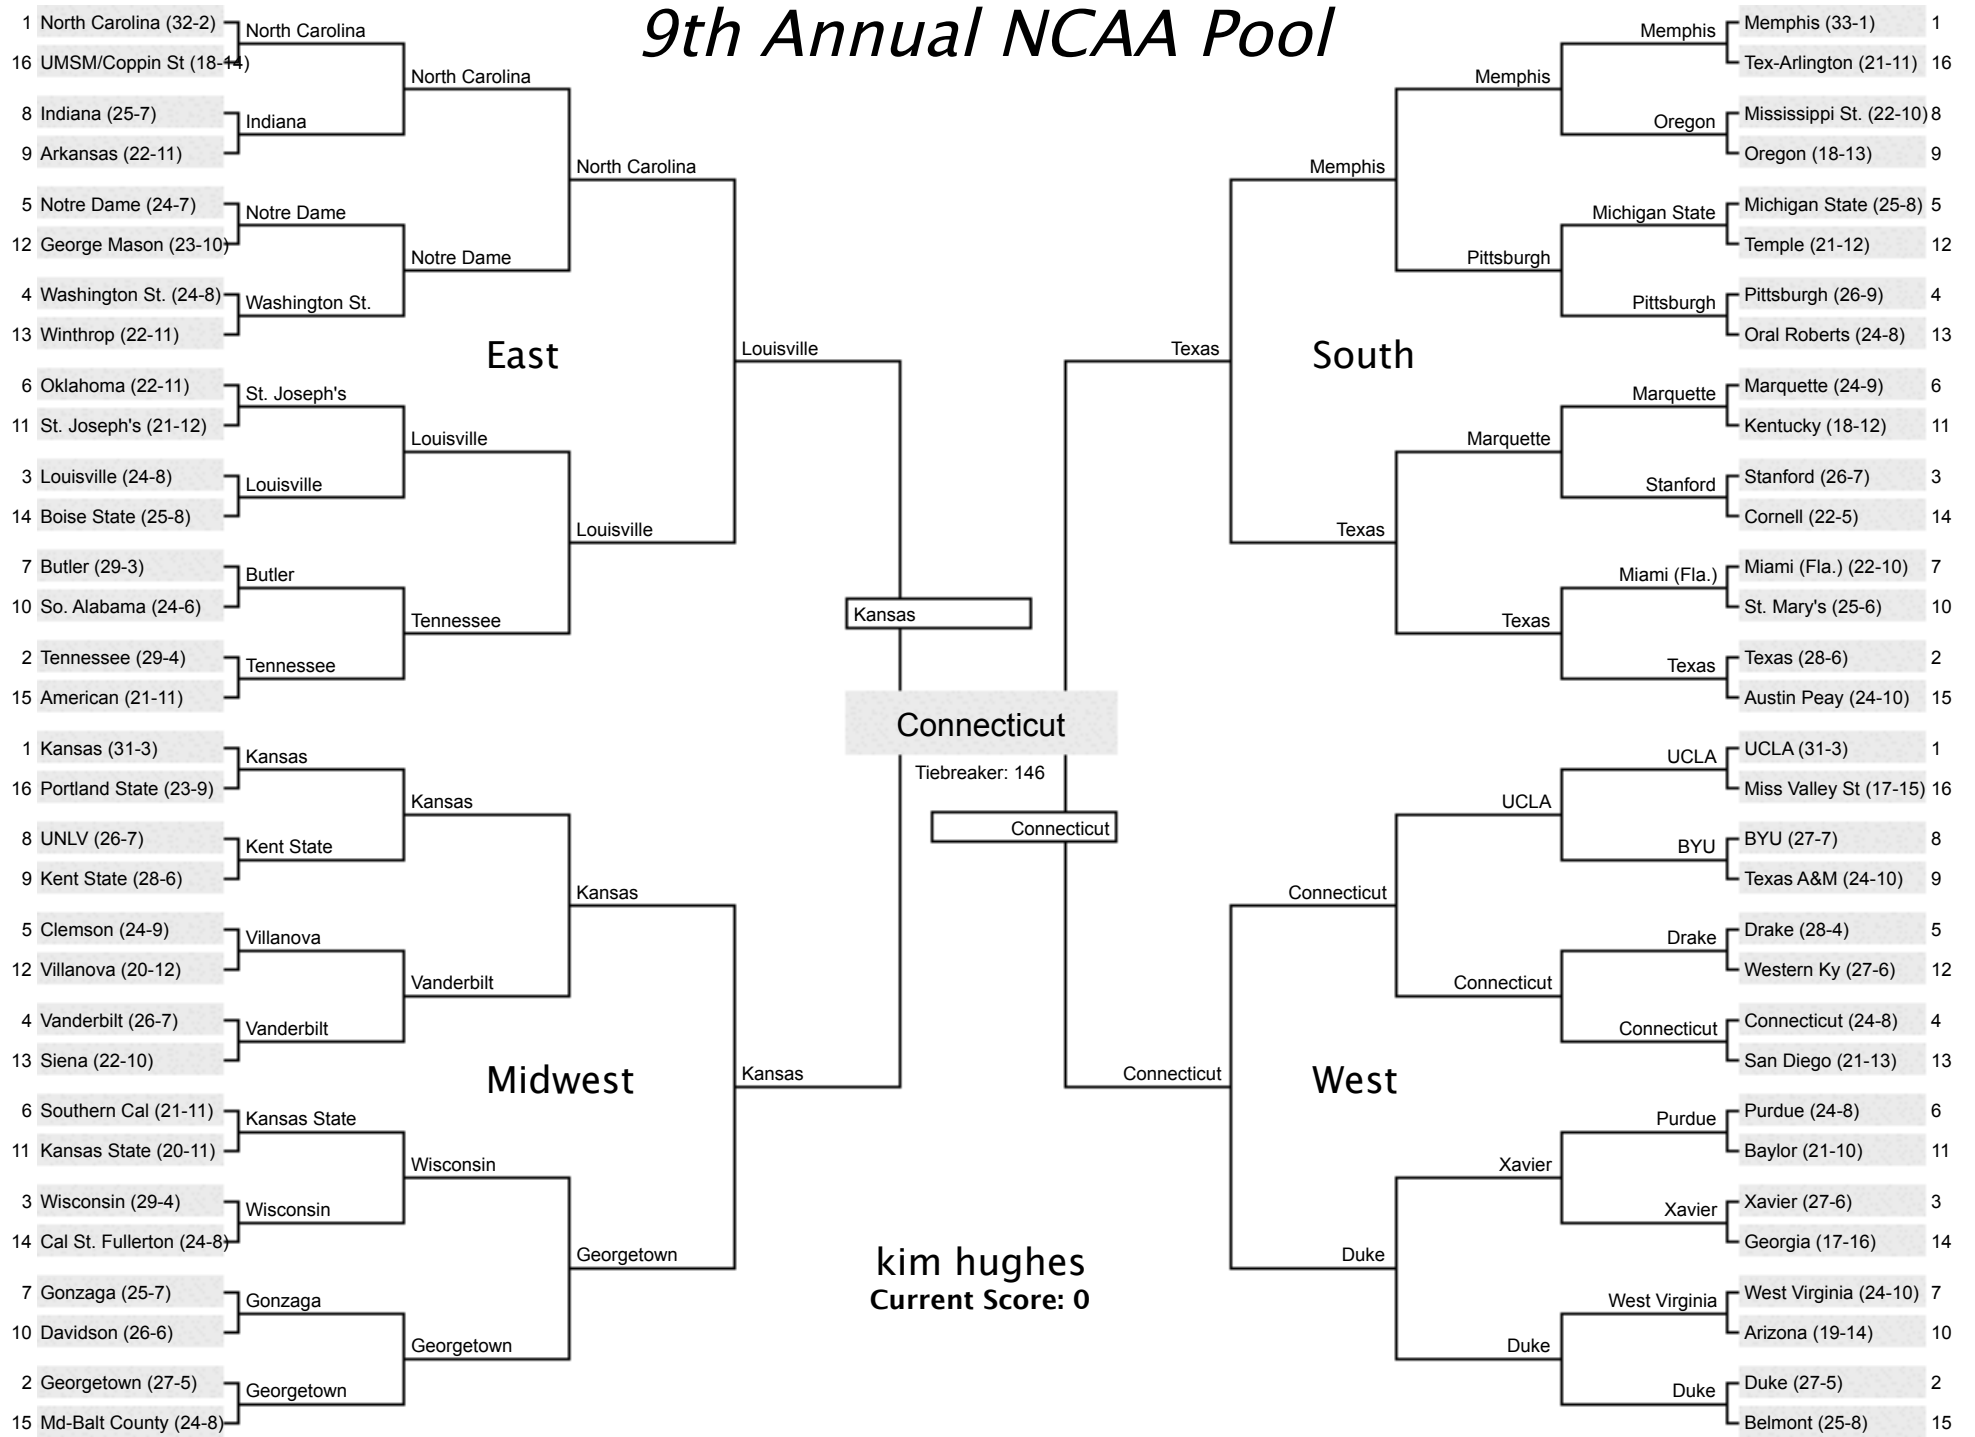 9th Annual NCAA Pool
1 North Carolina (32-2)
16 UMSM/Coppin St (18-14)
8 Indiana (25-7)
9 Arkansas (22-11)
5 Notre Dame (24-7)
12 George Mason (23-10)
4 Washington St. (24-8)
13 Winthrop (22-11)
6 Oklahoma (22-11)
11 St. Joseph's (21-12)
3 Louisville (24-8)
14 Boise State (25-8)
7 Butler (29-3)
10 So. Alabama (24-6)
2 Tennessee (29-4)
15 American (21-11)
1 Kansas (31-3)
16 Portland State (23-9)
8 UNLV (26-7)
9 Kent State (28-6)
5 Clemson (24-9)
12 Villanova (20-12)
4 Vanderbilt (26-7)
13 Siena (22-10)
6 Southern Cal (21-11)
11 Kansas State (20-11)
3 Wisconsin (29-4)
14 Cal St. Fullerton (24-8)
7 Gonzaga (25-7)
10 Davidson (26-6)
2 Georgetown (27-5)
15 Md-Balt County (24-8)
North Carolina
Indiana
Notre Dame
Washington St.
St. Joseph's
Louisville
Butler
Tennessee
Kansas
Kent State
Villanova
Vanderbilt
Kansas State
Wisconsin
Gonzaga
Georgetown
North Carolina
Notre Dame
Louisville
Tennessee
Kansas
Vanderbilt
Wisconsin
Georgetown
East
Midwest
North Carolina
Louisville
Kansas
Georgetown
Louisville
Kansas
Kansas
Connecticut
Tiebreaker: 146
Connecticut
kim hughes
Current Score: 0
Texas
Connecticut
Memphis
Texas
Connecticut
Duke
South
West
Memphis
Pittsburgh
Marquette
Texas
UCLA
Connecticut
Xavier
Duke
Memphis
Oregon
Michigan State
Pittsburgh
Marquette
Stanford
Miami (Fla.)
Texas
UCLA
BYU
Drake
Connecticut
Purdue
Xavier
West Virginia
Duke
Memphis (33-1) 1
Tex-Arlington (21-11) 16
Mississippi St. (22-10) 8
Oregon (18-13) 9
Michigan State (25-8) 5
Temple (21-12) 12
Pittsburgh (26-9) 4
Oral Roberts (24-8) 13
Marquette (24-9) 6
Kentucky (18-12) 11
Stanford (26-7) 3
Cornell (22-5) 14
Miami (Fla.) (22-10) 7
St. Mary's (25-6) 10
Texas (28-6) 2
Austin Peay (24-10) 15
UCLA (31-3) 1
Miss Valley St (17-15) 16
BYU (27-7) 8
Texas A&M (24-10) 9
Drake (28-4) 5
Western Ky (27-6) 12
Connecticut (24-8) 4
San Diego (21-13) 13
Purdue (24-8) 6
Baylor (21-10) 11
Xavier (27-6) 3
Georgia (17-16) 14
West Virginia (24-10) 7
Arizona (19-14) 10
Duke (27-5) 2
Belmont (25-8) 15